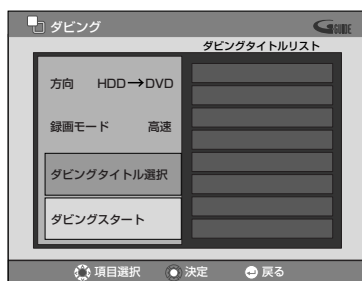 ダビング
GGUIDE
ダビングタイトルリスト
方向 HDD→DVD
録画モード 高速
ダビングタイトル選択
ダビングスタート
項目選択 決定 戻る